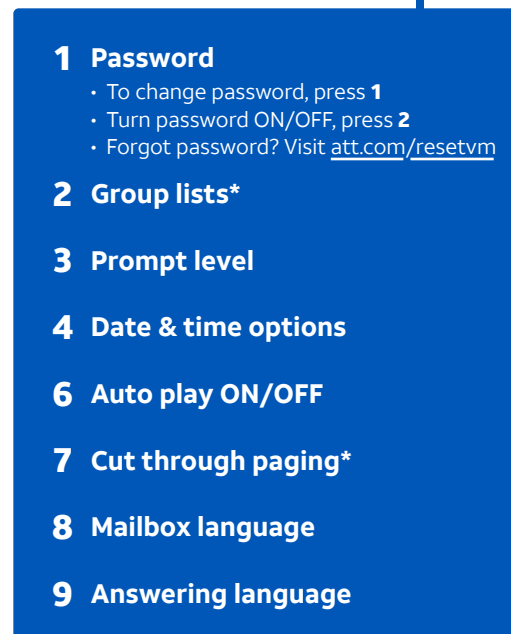 1 Password
• To change password, press 1
• Turn password ON/OFF, press 2
• Forgot password? Visit att.com/resetvm
2 Group lists*
3 Prompt level
4 Date & time options
6 Auto play ON/OFF
7 Cut through paging*
8 Mailbox language
9 Answering language